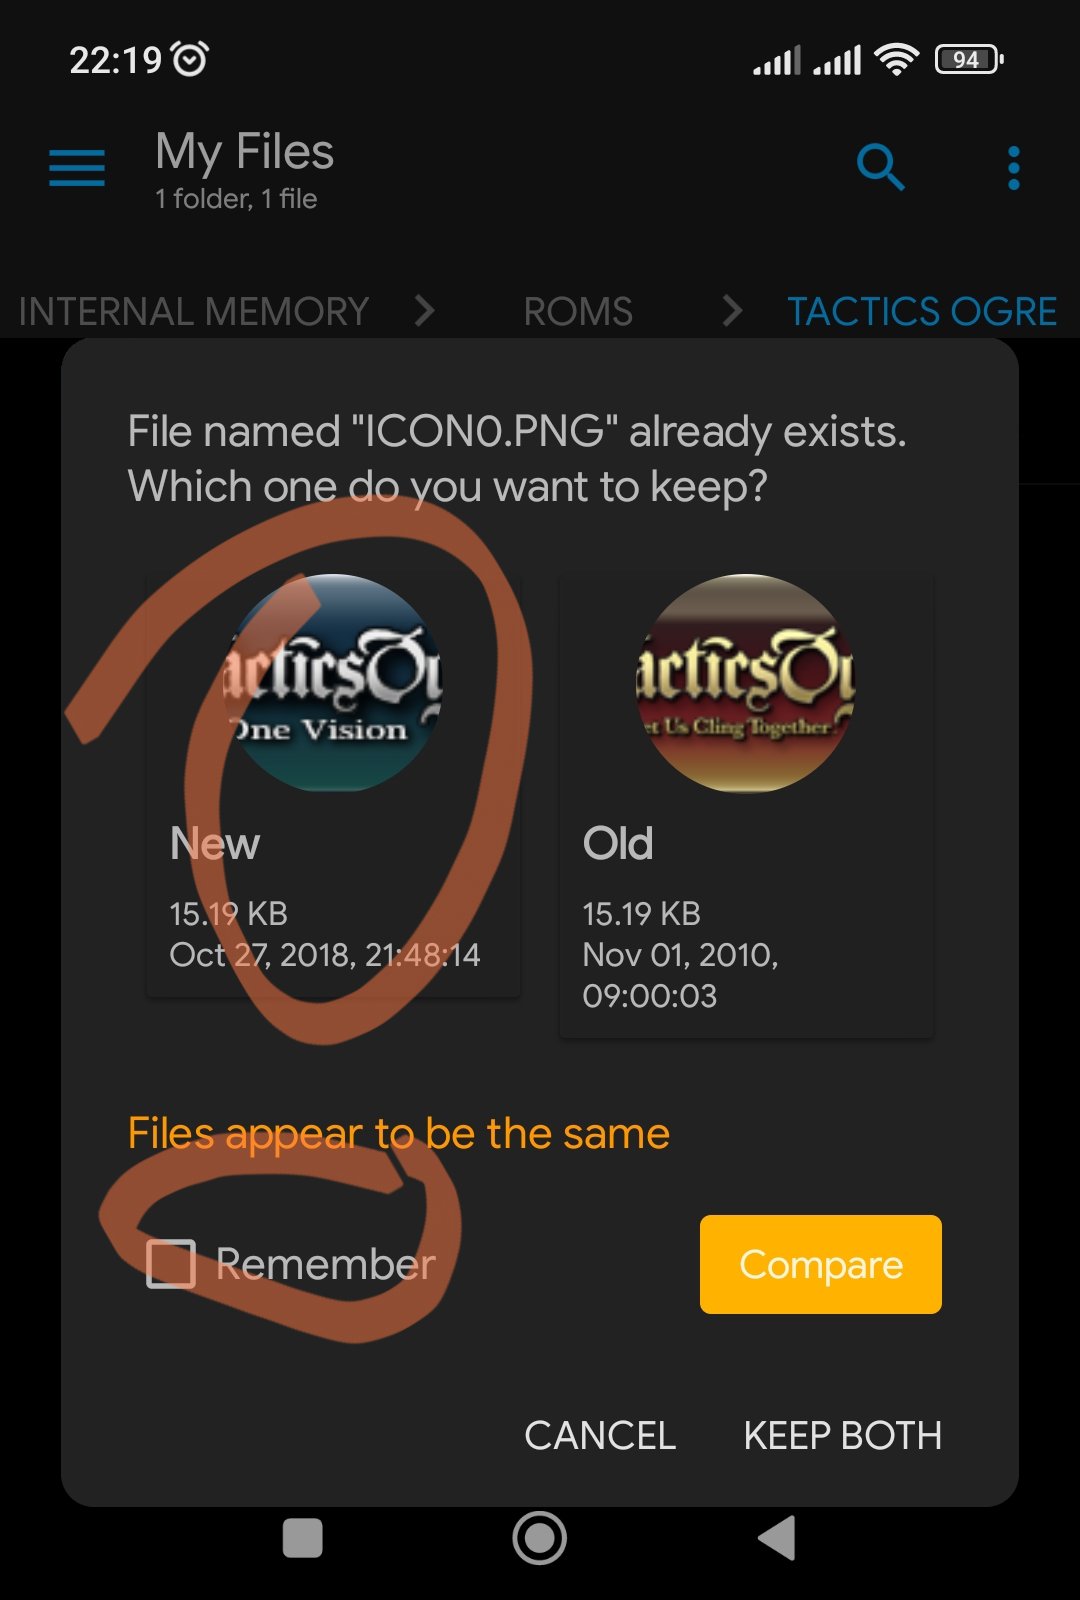 22:19
94
My Files
1 folder, 1 file
INTERNAL MEMORY > ROMS > TACTICS OGRE
File named "ICON0.PNG" already exists.
Which one do you want to keep?
acticsOg
One Vision
New
15.19 KB
Oct 27, 2018, 21:48:14
acticsOg
et Us Cling Together
Old
15.19 KB
Nov 01, 2010,
09:00:03
Files appear to be the same
Remember
Compare
CANCEL
KEEP BOTH